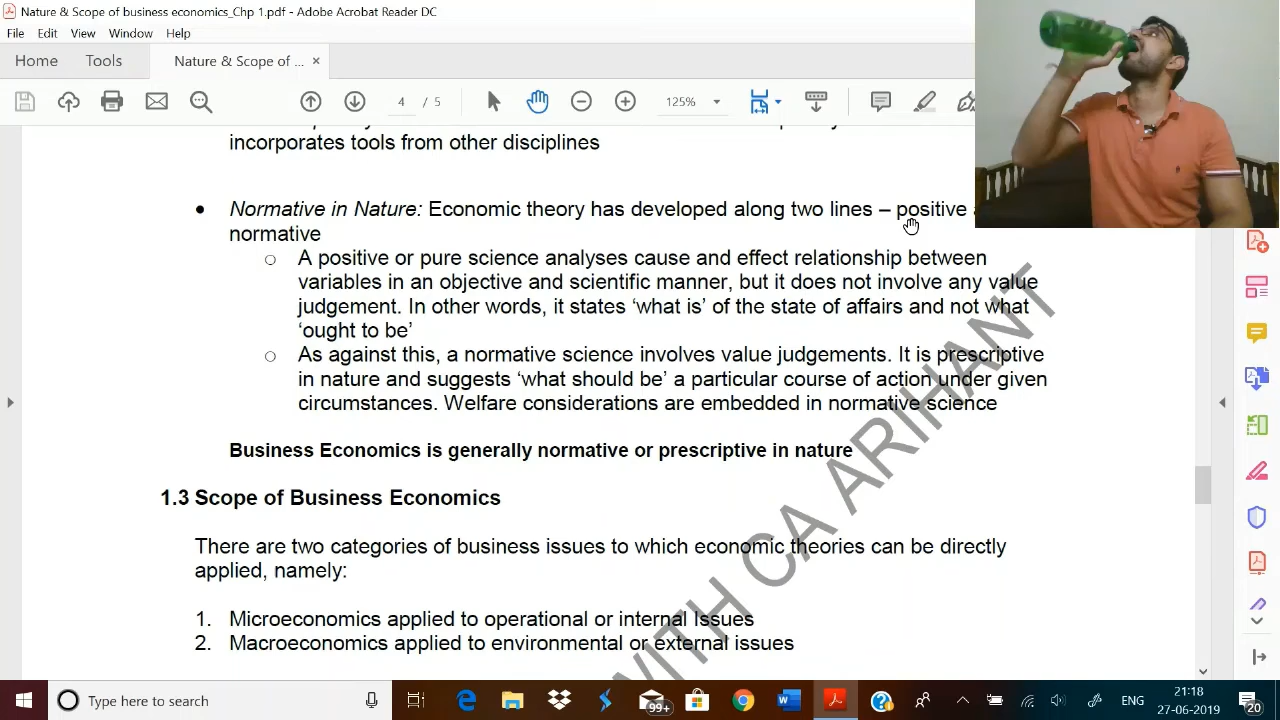 Nature & Scope of business economics_Chp 1.pdf - Adobe Acrobat Reader DC
File Edit View Window Help
Home Tools Nature & Scope of ... ×
4 / 5 125%
incorporates tools from other disciplines
• Normative in Nature: Economic theory has developed along two lines – positive
normative
o A positive or pure science analyses cause and effect relationship between
variables in an objective and scientific manner, but it does not involve any value
judgement. In other words, it states ‘what is’ of the state of affairs and not what
‘ought to be’
o As against this, a normative science involves value judgements. It is prescriptive
in nature and suggests ‘what should be’ a particular course of action under given
circumstances. Welfare considerations are embedded in normative science
Business Economics is generally normative or prescriptive in nature
1.3 Scope of Business Economics
There are two categories of business issues to which economic theories can be directly
applied, namely:
1. Microeconomics applied to operational or internal Issues
2. Macroeconomics applied to environmental or external issues
WITH CA ARIHANT
Type here to search
99+
ENG
21:18
27-06-2019
20